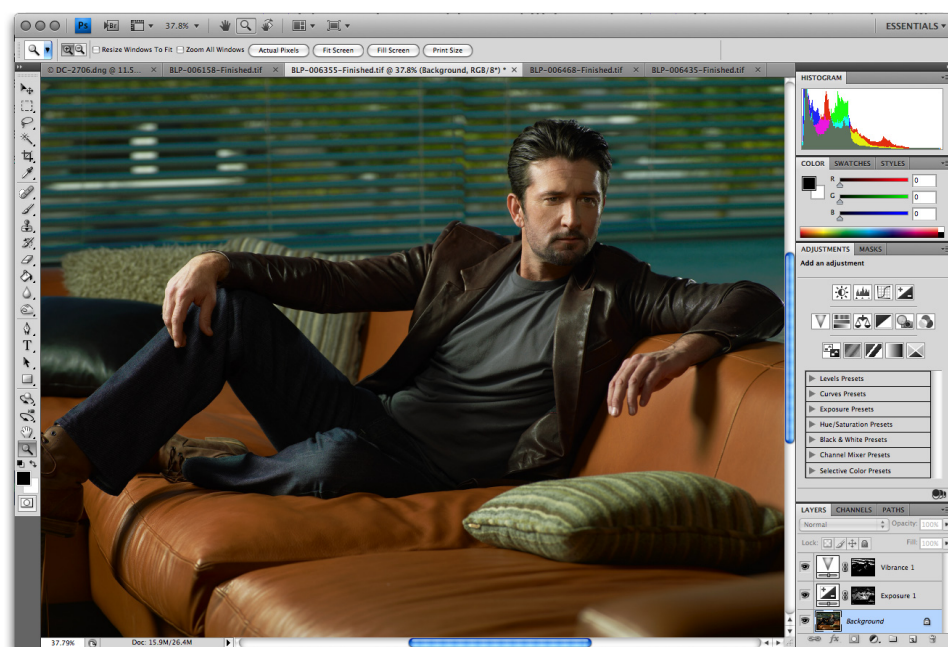 Ps Br 37.8% ESSENTIALS
Resize Windows To Fit Zoom All Windows Actual Pixels Fit Screen Fill Screen Print Size
© DC-2706.dng @ 11.5... × BLP-006158-Finished.tif × BLP-006355-Finished.tif @ 37.8% (Background, RGB/8*) * × BLP-006468-Finished.tif × BLP-006435-Finished.tif ×
HISTOGRAM
COLOR SWATCHES STYLES
R 0
G 0
B 0
ADJUSTMENTS MASKS
Add an adjustment
Levels Presets
Curves Presets
Exposure Presets
Hue/Saturation Presets
Black & White Presets
Channel Mixer Presets
Selective Color Presets
LAYERS CHANNELS PATHS
Normal Opacity: 100%
Lock: Fill: 100%
Vibrance 1
Exposure 1
Background
fx
T
37.79% Doc: 15.9M/26.4M